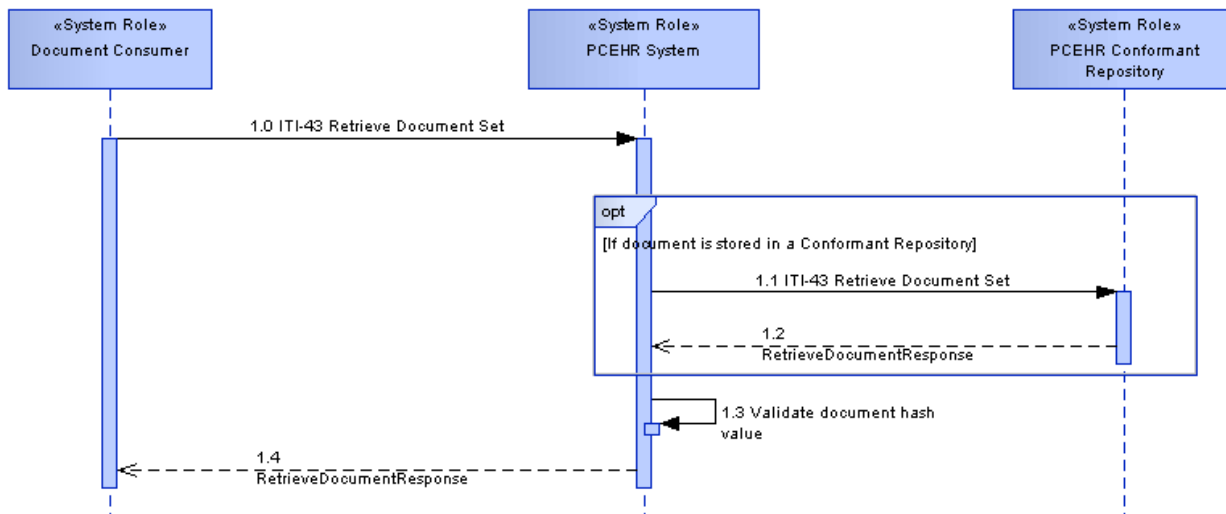 «System Role»
Document Consumer
«System Role»
PCEHR System
«System Role»
PCEHR Conformant
Repository
1.0 ITI-43 Retrieve Document Set
opt
[If document is stored in a Conformant Repository]
1.1 ITI-43 Retrieve Document Set
1.2
RetrieveDocumentResponse
1.3 Validate document hash
value
1.4
RetrieveDocumentResponse